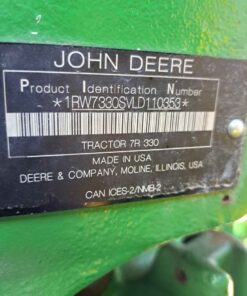 JOHN DEERE
Product Identification Number
*1RW7330SVLD110353*
TRACTOR 7R 330
MADE IN USA
DEERE & COMPANY, MOLINE, ILLINOIS, USA
CAN ICES-2/NMB-2